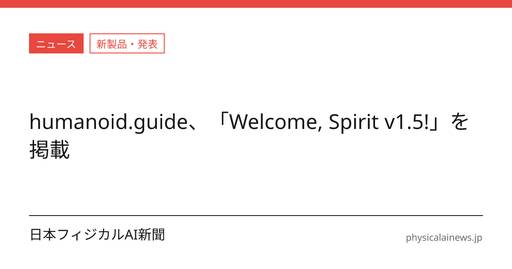 ニュース 新製品・発表
humanoid.guide、「Welcome, Spirit v1.5!」を
掲載
日本フィジカルAI新聞 physicalainews.jp